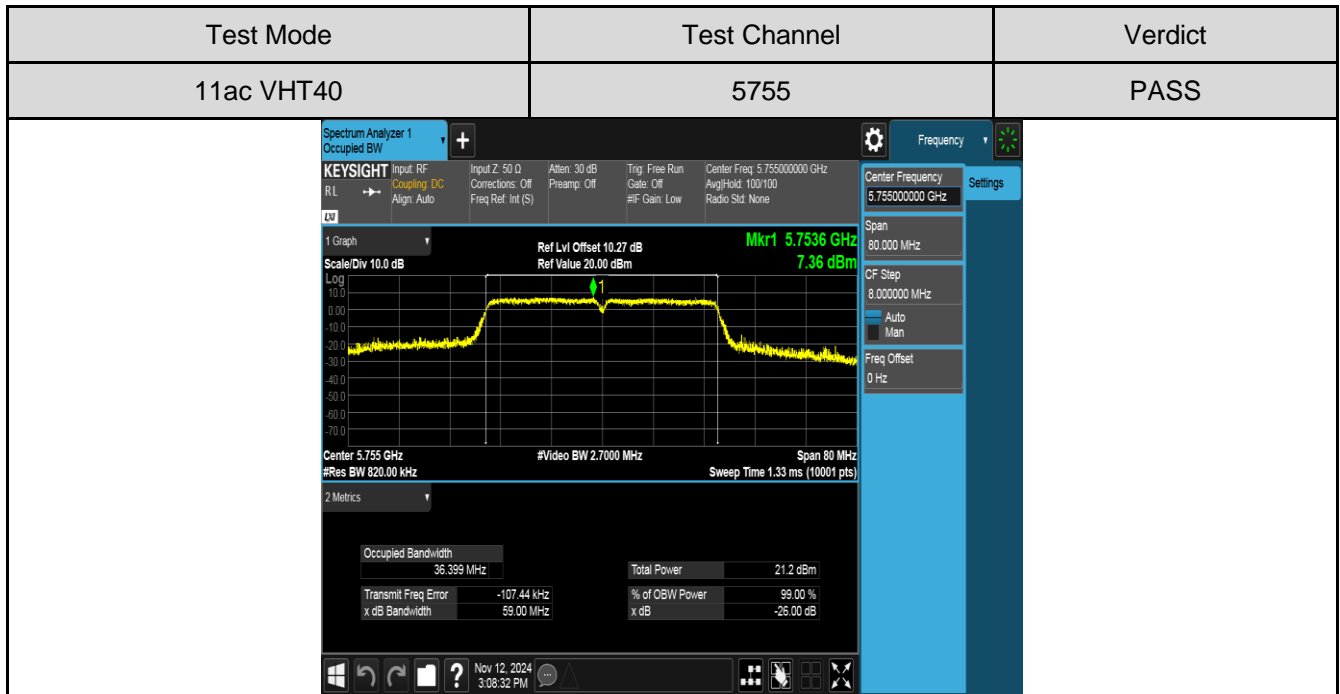 Test Mode Test Channel Verdict
11ac VHT40 5755 PASS
Spectrum Analyzer 1
Occupied BW
+
Frequency
KEYSIGHT Input: RF Input Z: 50 Ω Atten: 30 dB Trig: Free Run Center Freq: 5.755000000 GHz
RL Coupling: DC Corrections: Off Preamp: Off Gate: Off Avg|Hold: 100/100
Align: Auto Freq Ref: Int (S) #IF Gain: Low Radio Std: None
LXI
Center Frequency
5.755000000 GHz
Settings
Span
80.000 MHz
CF Step
8.000000 MHz
Auto
Man
Freq Offset
0 Hz
1 Graph Ref Lvl Offset 10.27 dB Mkr1 5.7536 GHz
Scale/Div 10.0 dB Ref Value 20.00 dBm 7.36 dBm
Log
10.0
0.00
-10.0
-20.0
-30.0
-40.0
-50.0
-60.0
-70.0
1
Center 5.755 GHz #Video BW 2.7000 MHz Span 80 MHz
#Res BW 820.00 kHz Sweep Time 1.33 ms (10001 pts)
2 Metrics
Occupied Bandwidth
36.399 MHz Total Power 21.2 dBm
Transmit Freq Error -107.44 kHz % of OBW Power 99.00 %
x dB Bandwidth 59.00 MHz x dB -26.00 dB
? Nov 12, 2024
3:08:32 PM